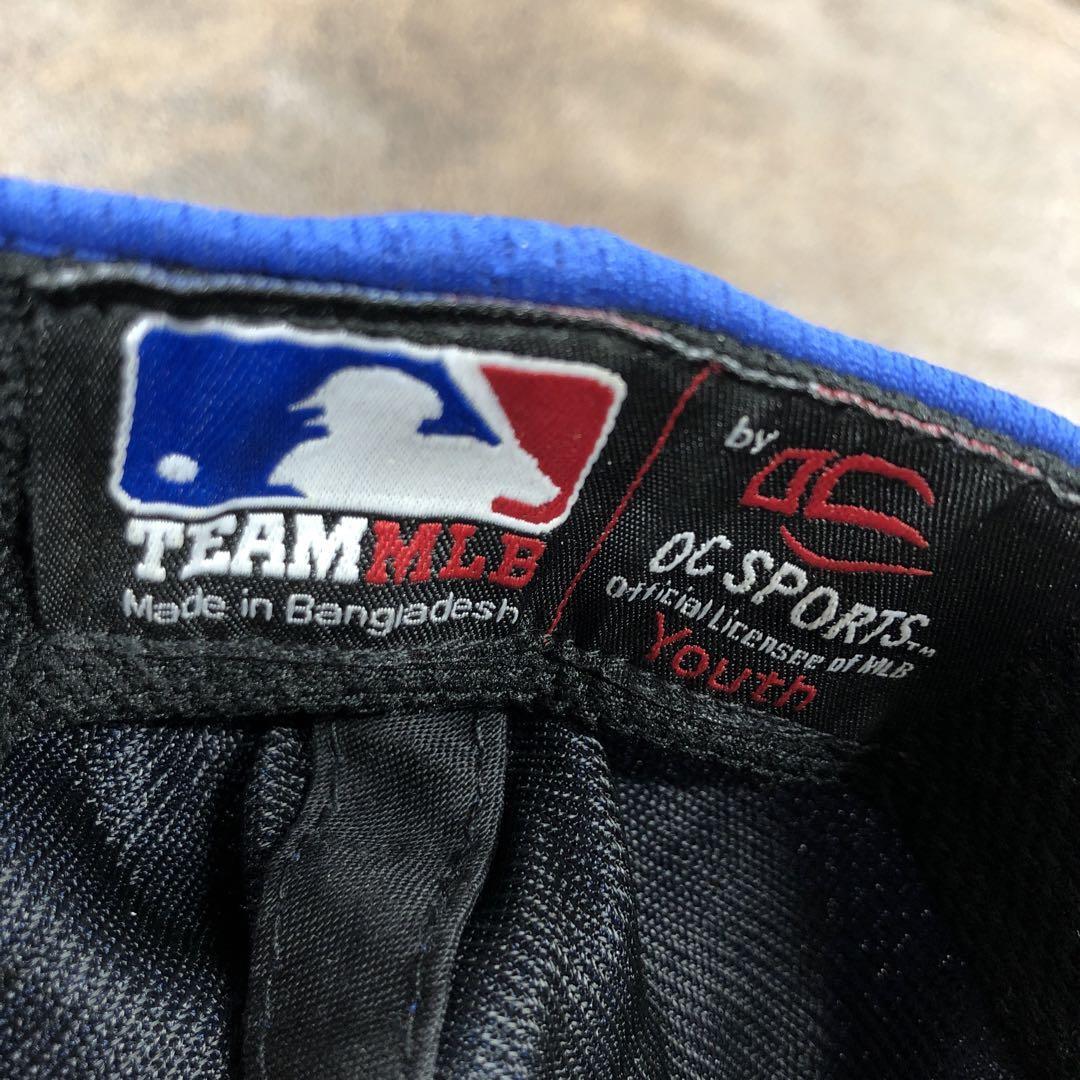 TEAM MLB
Made in Bangladesh
by
OC SPORTS™
Official Licensee of MLB
Youth